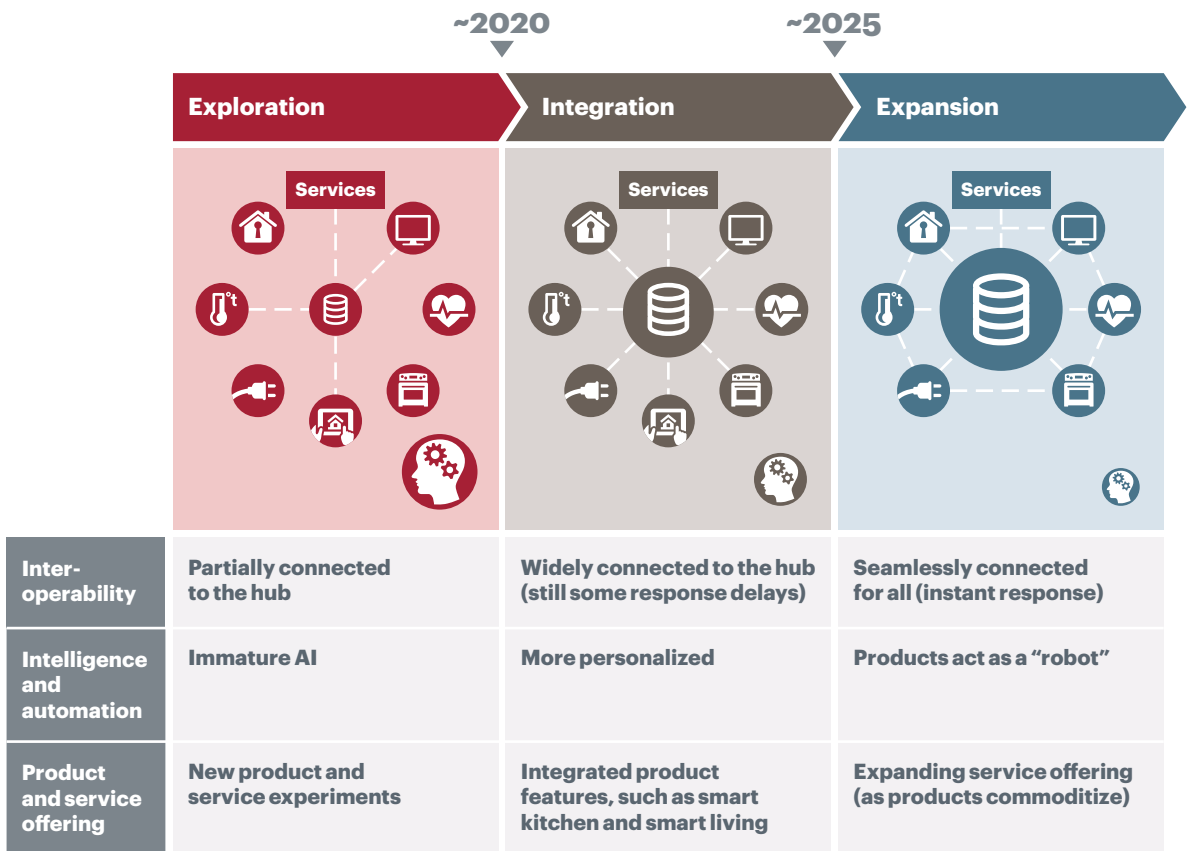 ~2020
~2025
Exploration
Integration
Expansion
Services
Services
Services
°t
°t
°t
Inter-
operability
Partially connected
to the hub
Widely connected to the hub
(still some response delays)
Seamlessly connected
for all (instant response)
Intelligence
and
automation
Immature AI
More personalized
Products act as a “robot”
Product
and service
offering
New product and
service experiments
Integrated product
features, such as smart
kitchen and smart living
Expanding service offering
(as products commoditize)